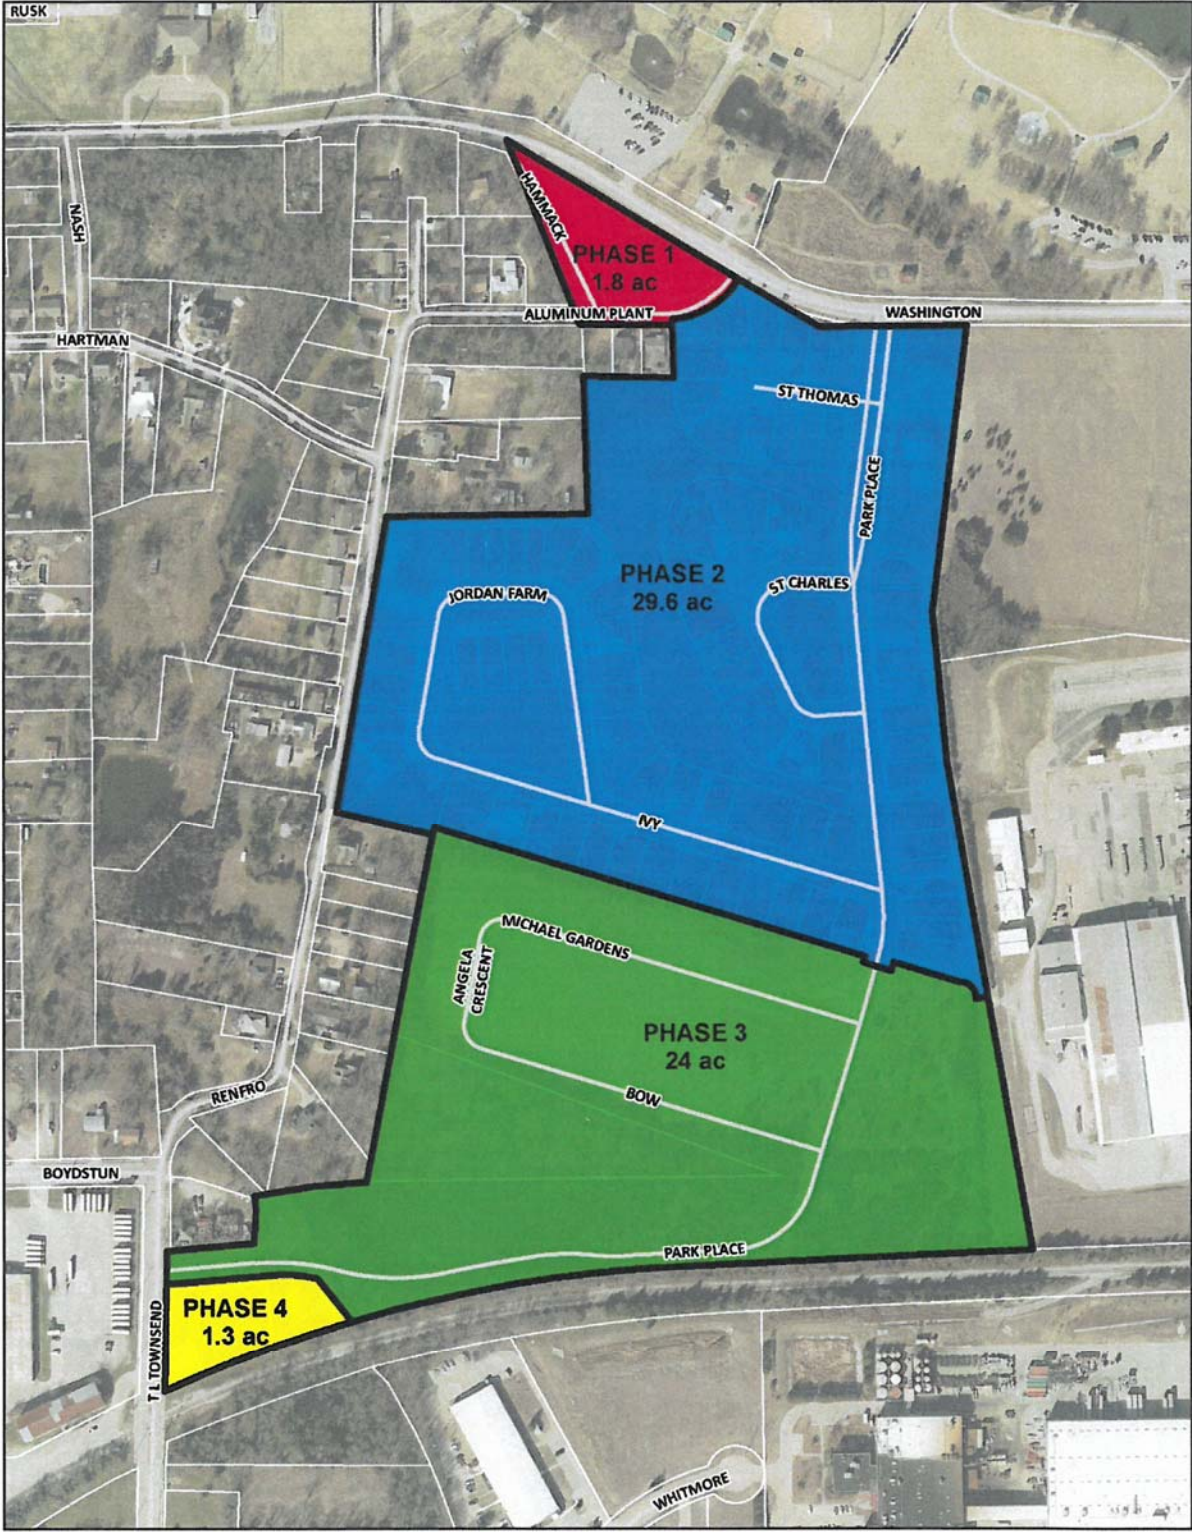 RUSK
HAMMACK
NASH
PHASE 1
1.8 ac
ALUMINUM PLANT
WASHINGTON
HARTMAN
ST THOMAS
PARK PLACE
PHASE 2
29.6 ac
ST CHARLES
JORDAN FARM
IVY
MICHAEL GARDENS
ANGELA
CRESCENT
PHASE 3
24 ac
BOW
RENFRO
BOYDSTUN
PARK PLACE
PHASE 4
1.3 ac
T L TOWNSEND
WHITMORE